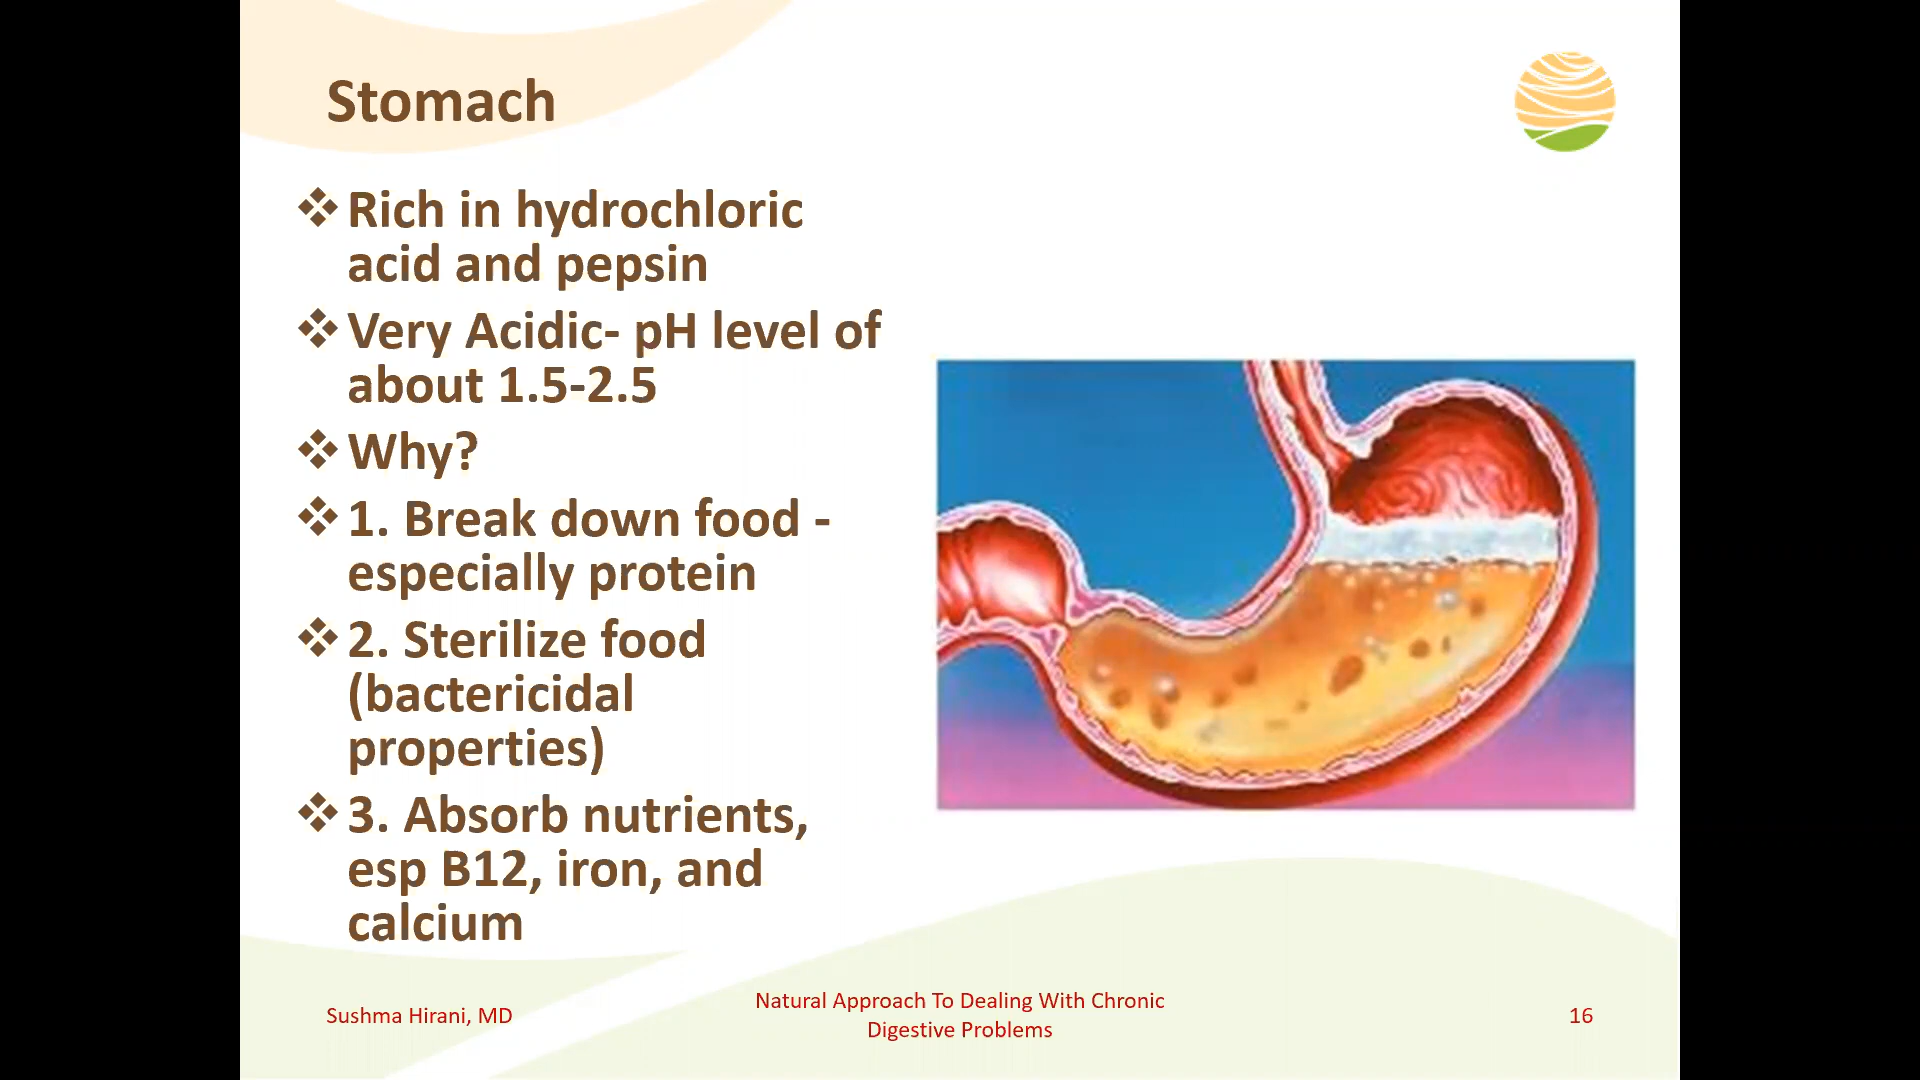 Stomach
❖Rich in hydrochloric
acid and pepsin
❖Very Acidic- pH level of
about 1.5-2.5
❖Why?
❖1. Break down food -
especially protein
❖2. Sterilize food
(bactericidal
properties)
❖3. Absorb nutrients,
esp B12, iron, and
calcium
Sushma Hirani, MD
Natural Approach To Dealing With Chronic
Digestive Problems
16